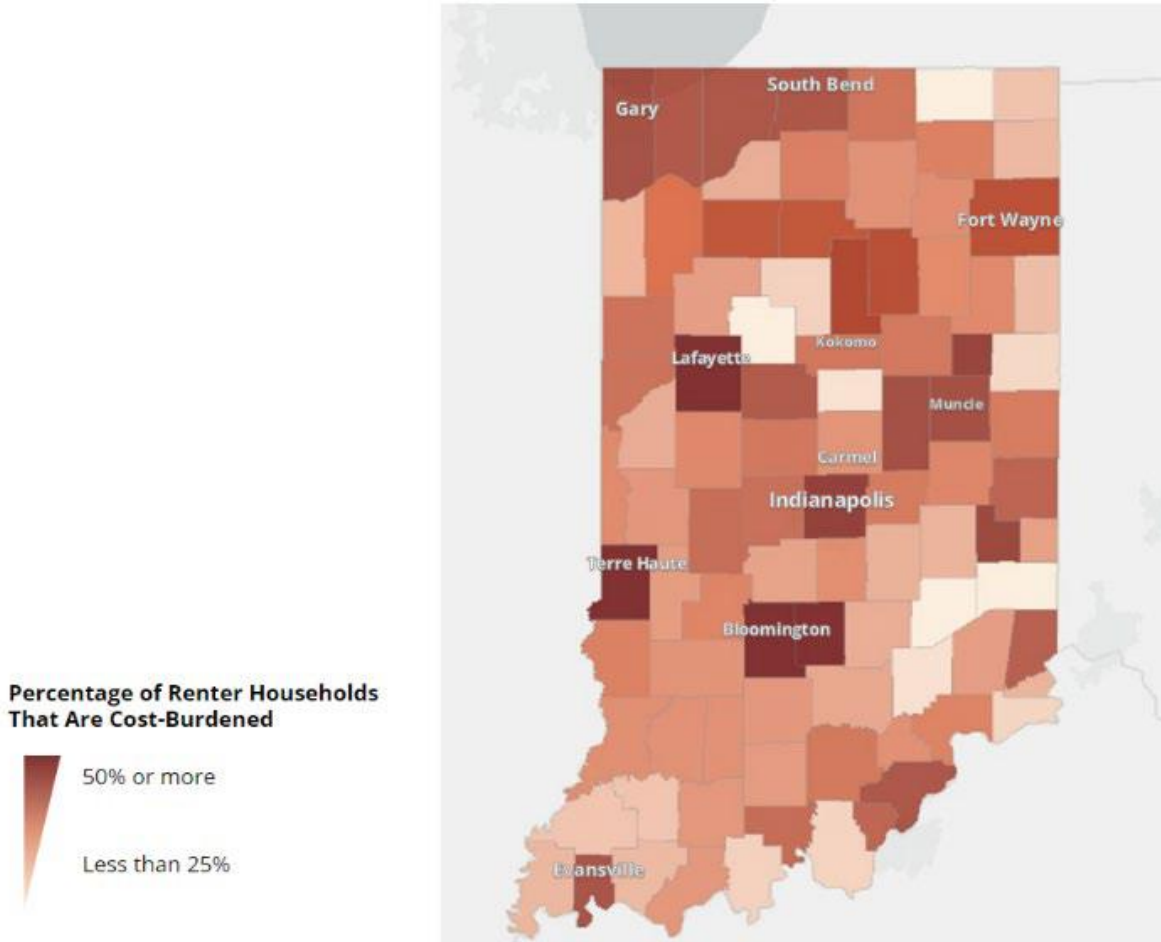 South Bend
Gary
Fort Wayne
Kokomo
Lafayette
Muncie
Carmel
Indianapolis
Terre Haute
Bloomington
Evansville
Percentage of Renter Households
That Are Cost-Burdened
50% or more
Less than 25%